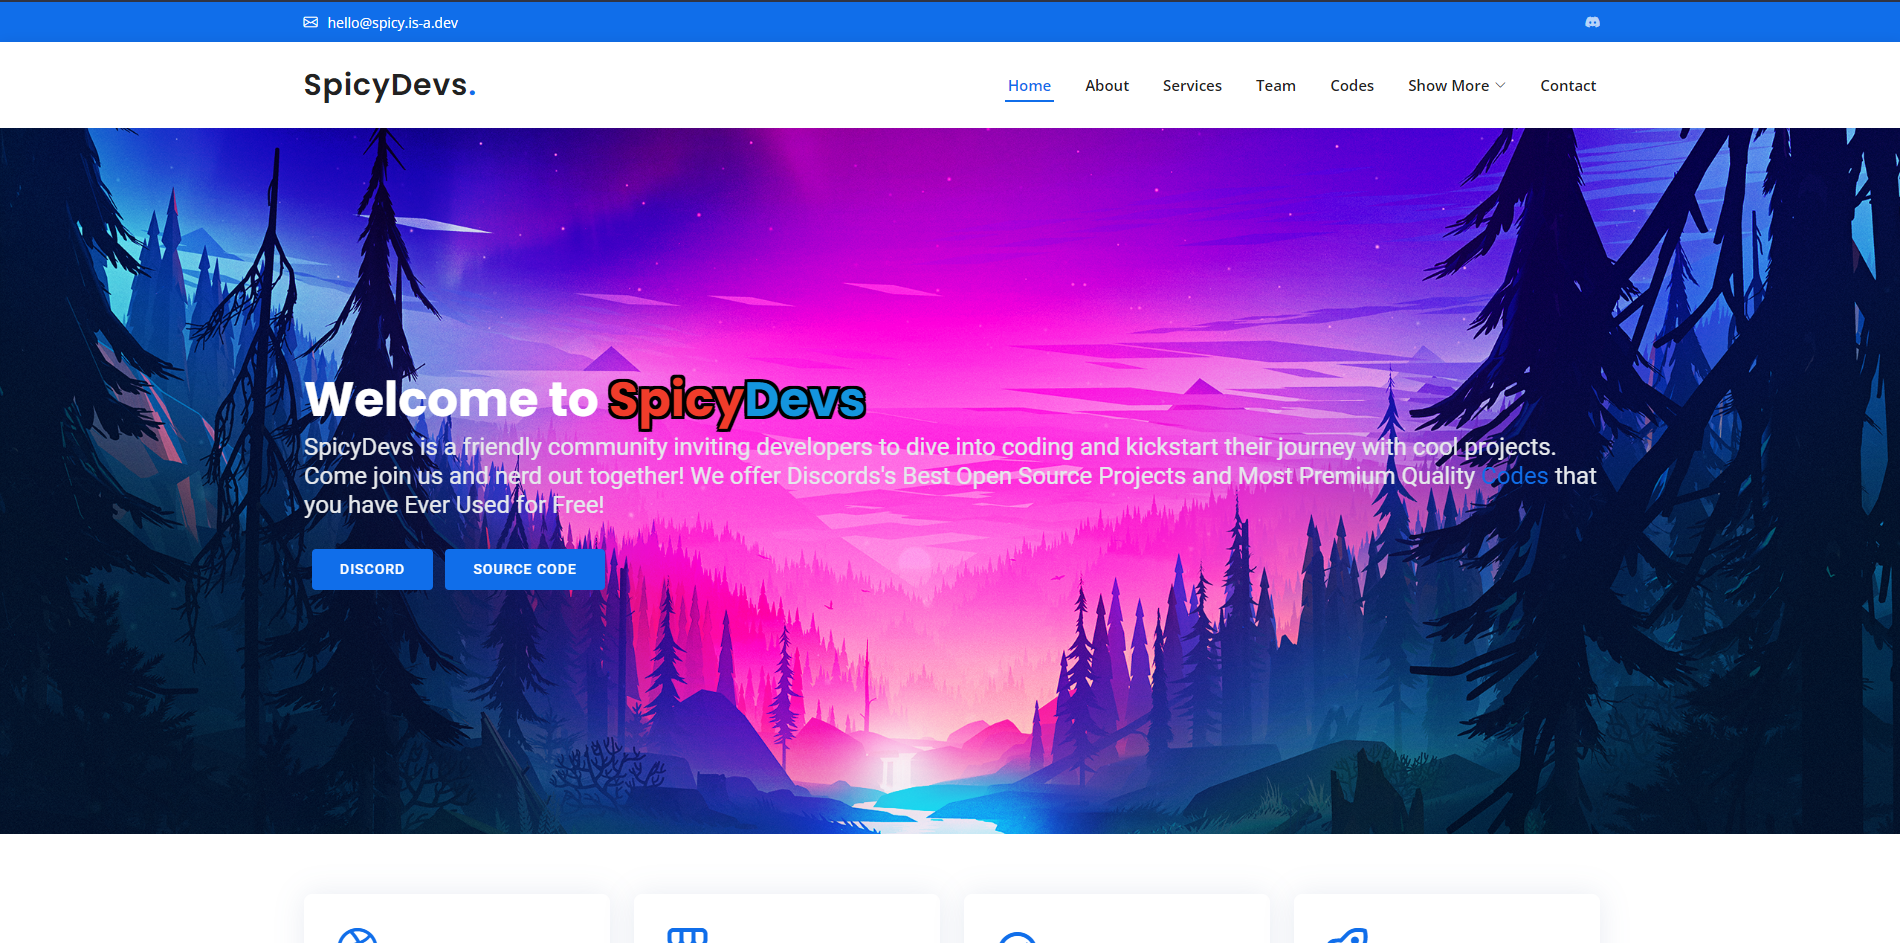 hello@spicy.is-a.dev
SpicyDevs.
Home About Services Team Codes Show More Contact
Welcome to SpicyDevs
SpicyDevs is a friendly community inviting developers to dive into coding and kickstart their journey with cool projects.
Come join us and nerd out together! We offer Discords's Best Open Source Projects and Most Premium Quality Codes that
you have Ever Used for Free!
DISCORD SOURCE CODE